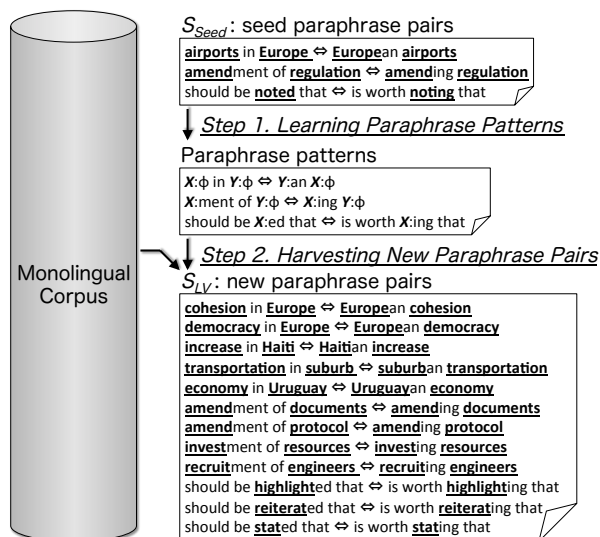 S_Seed : seed paraphrase pairs
airports in Europe ⇔ European airports
amendment of regulation ⇔ amending regulation
should be noted that ⇔ is worth noting that
Step 1. Learning Paraphrase Patterns
Paraphrase patterns
X:ϕ in Y:ϕ ⇔ Y:an X:ϕ
X:ment of Y:ϕ ⇔ X:ing Y:ϕ
should be X:ed that ⇔ is worth X:ing that
Step 2. Harvesting New Paraphrase Pairs
Monolingual
Corpus
S_LV : new paraphrase pairs
cohesion in Europe ⇔ European cohesion
democracy in Europe ⇔ European democracy
increase in Haiti ⇔ Haitian increase
transportation in suburb ⇔ suburban transportation
economy in Uruguay ⇔ Uruguayan economy
amendment of documents ⇔ amending documents
amendment of protocol ⇔ amending protocol
investment of resources ⇔ investing resources
recruitment of engineers ⇔ recruiting engineers
should be highlighted that ⇔ is worth highlighting that
should be reiterated that ⇔ is worth reiterating that
should be stated that ⇔ is worth stating that